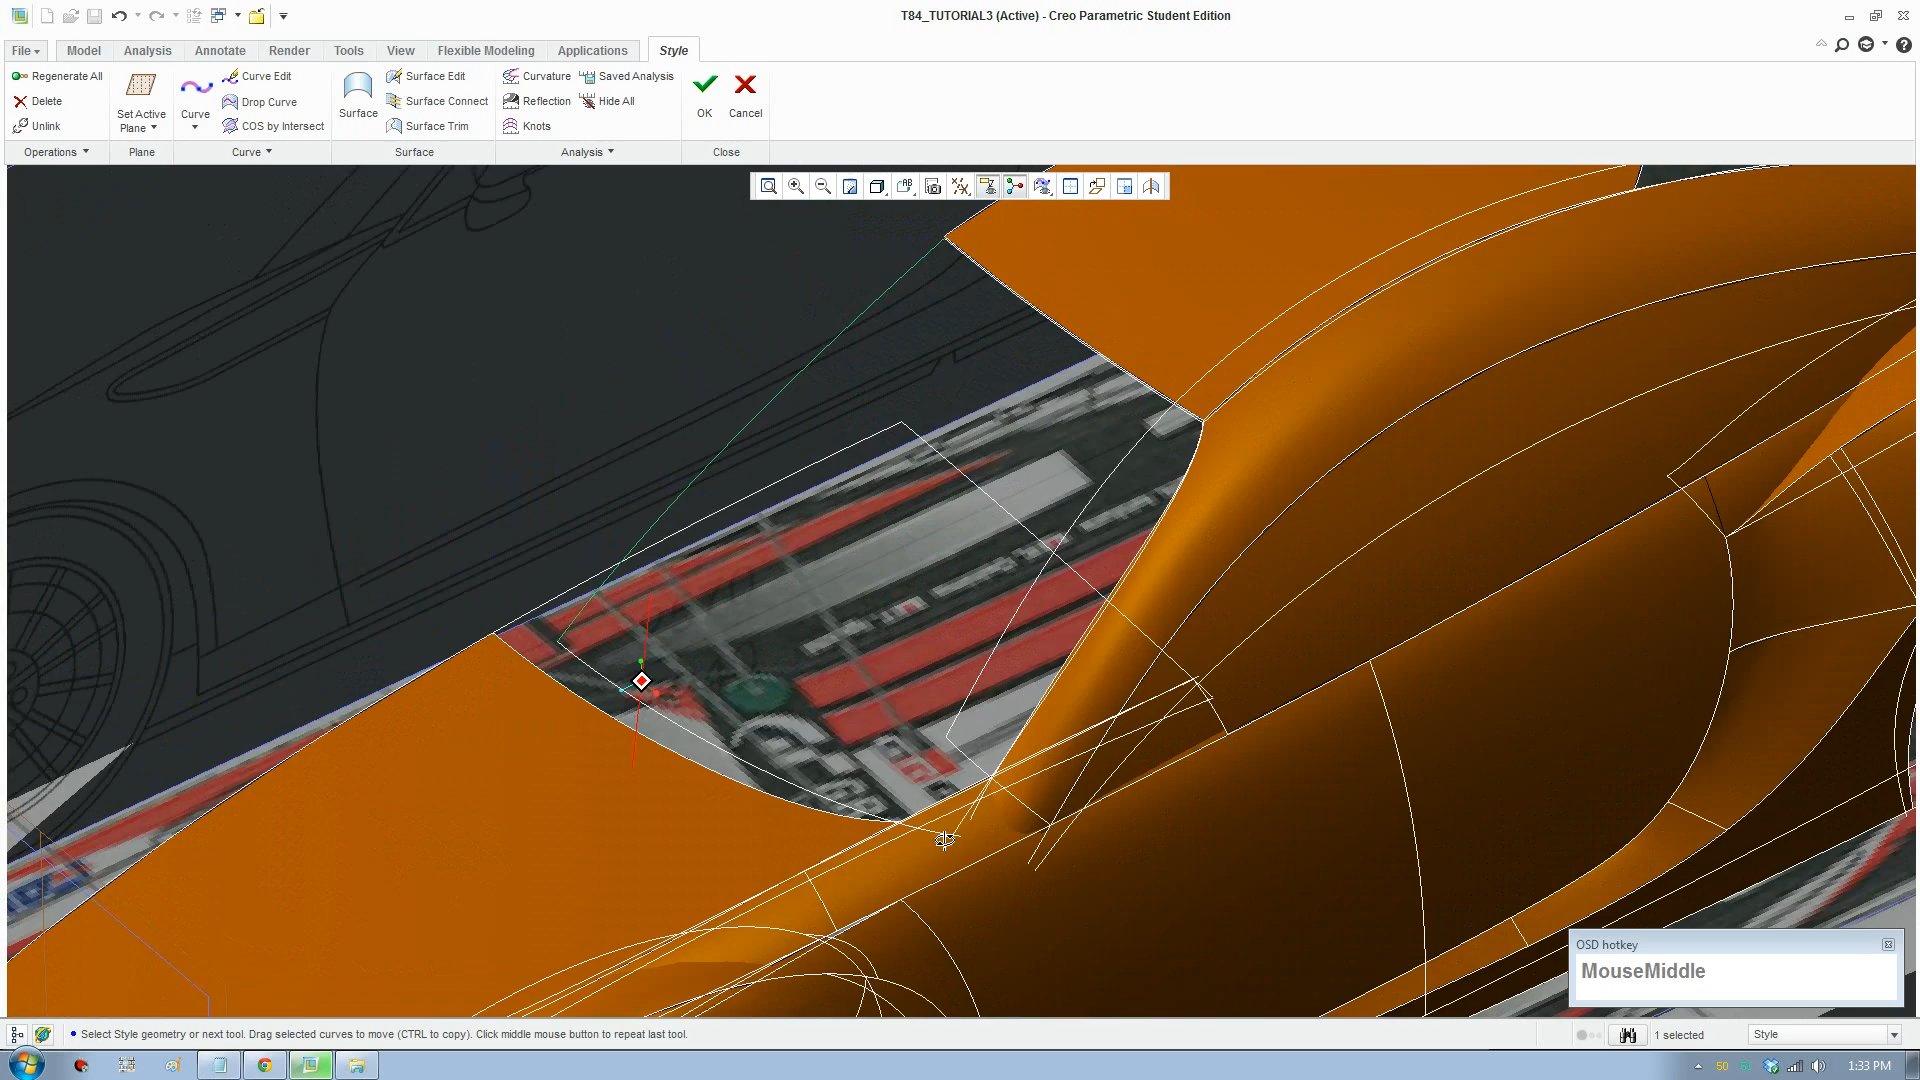 T84_TUTORIAL3 (Active) - Creo Parametric Student Edition
File Model Analysis Annotate Render Tools View Flexible Modeling Applications Style
Regenerate All
Delete
Unlink
Set Active
Plane
Curve
Curve Edit
Drop Curve
COS by Intersect
Surface
Surface Edit
Surface Connect
Surface Trim
Curvature
Reflection
Knots
Saved Analysis
Hide All
OK
Cancel
Operations Plane Curve Surface Analysis Close
OSD hotkey
MouseMiddle
Select Style geometry or next tool. Drag selected curves to move (CTRL to copy). Click middle mouse button to repeat last tool.
1 selected
Style
50
1:33 PM